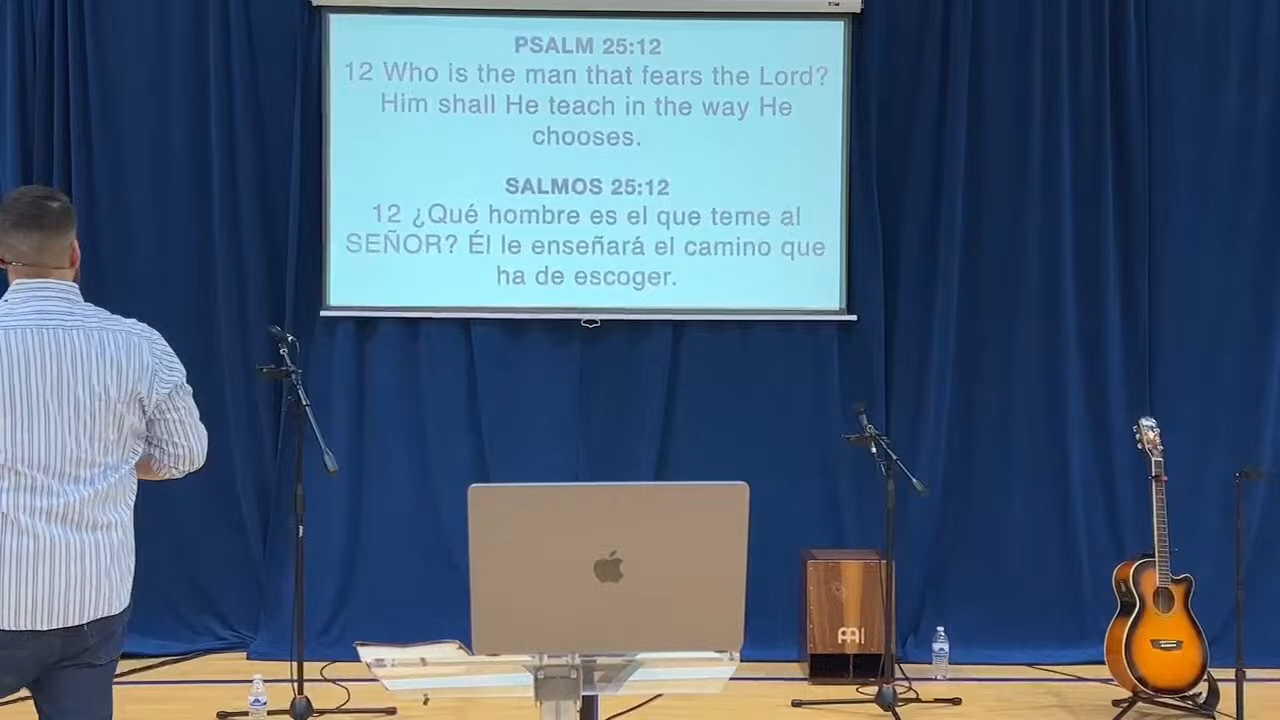 PSALM 25:12
12 Who is the man that fears the Lord?
Him shall He teach in the way He
chooses.
SALMOS 25:12
12 ¿Qué hombre es el que teme al
SEÑOR? Él le enseñará el camino que
ha de escoger.